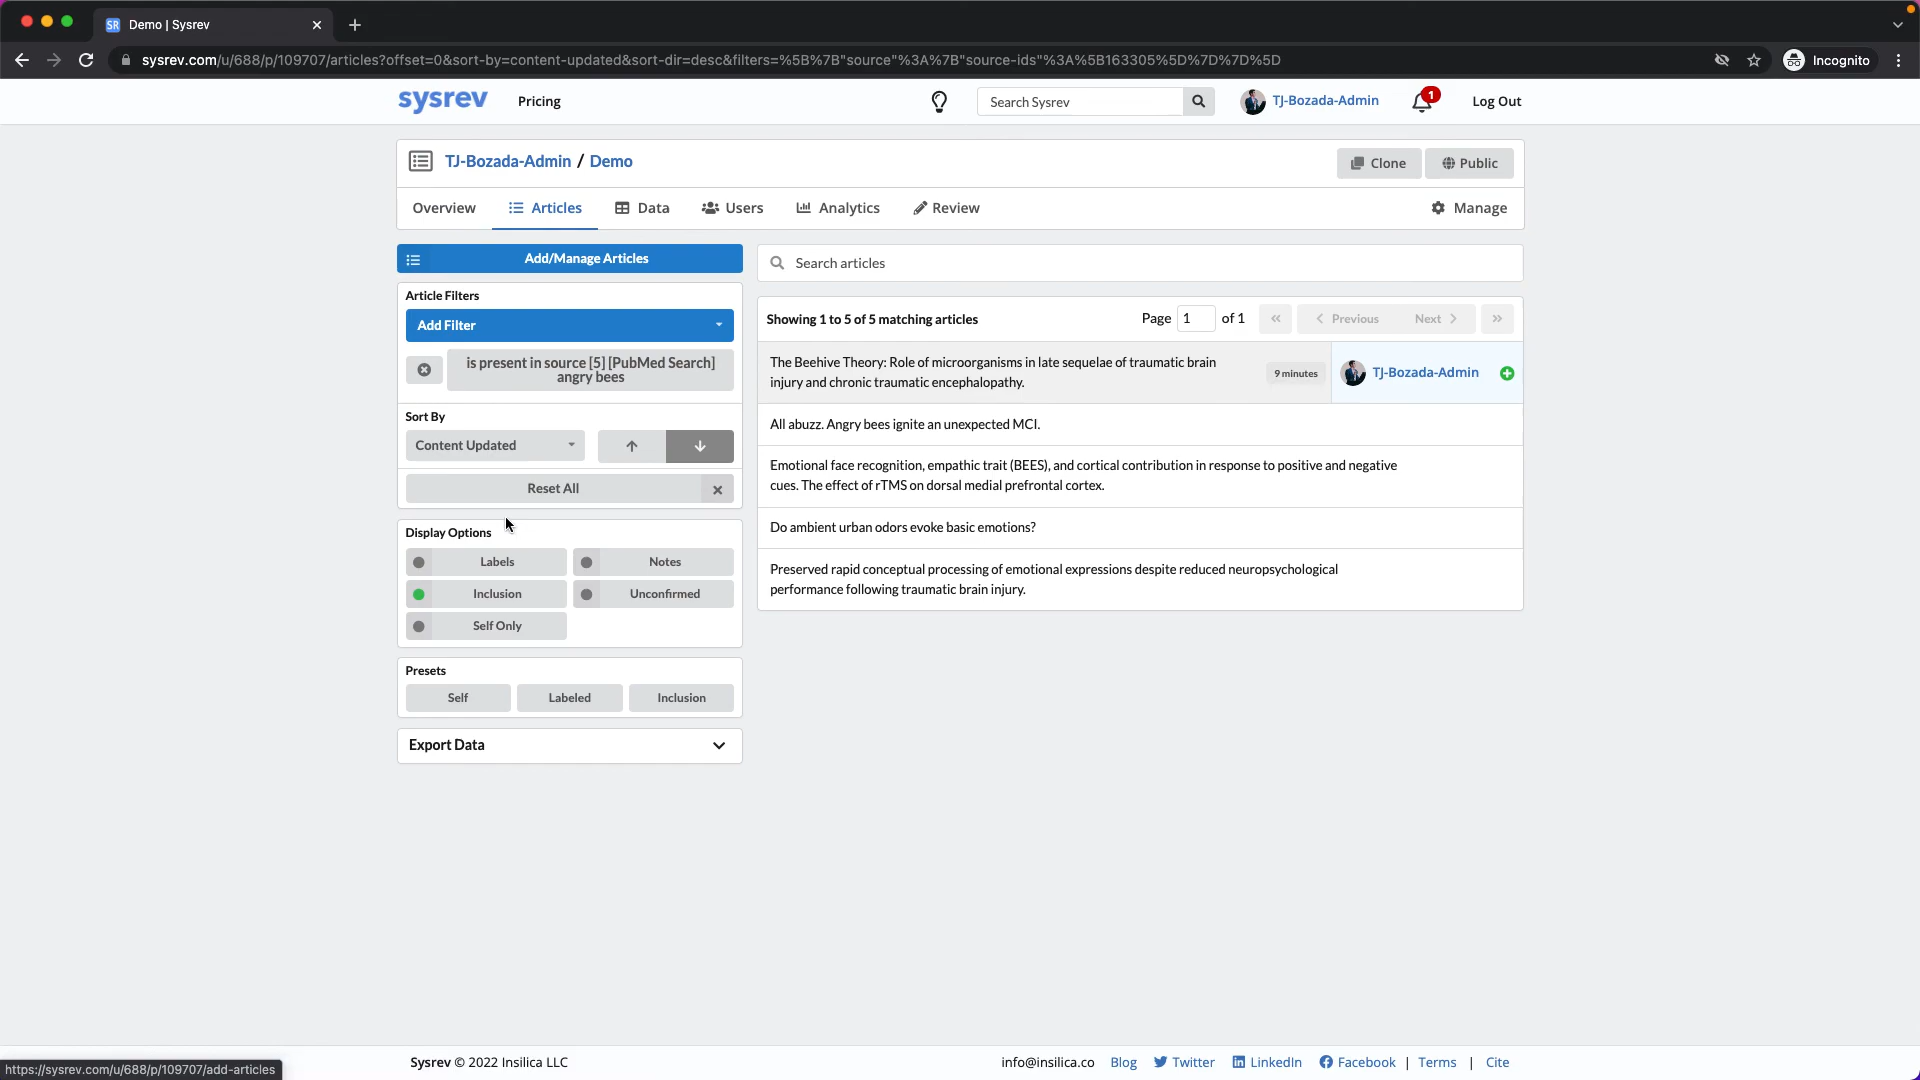 SR Demo | Sysrev
sysrev.com/u/688/p/109707/articles?offset=0&sort-by=content-updated&sort-dir=desc&filters=%5B%7B"source"%3A%7B"source-ids"%3A%5B163305%5D%7D%7D%5D
Incognito
sysrev Pricing Search Sysrev TJ-Bozada-Admin 1 Log Out
TJ-Bozada-Admin / Demo Clone Public
Overview Articles Data Users Analytics Review Manage
Add/Manage Articles
Article Filters
Add Filter
is present in source [5] [PubMed Search]
angry bees
Sort By
Content Updated
Reset All
Display Options
Labels Notes
Inclusion Unconfirmed
Self Only
Presets
Self Labeled Inclusion
Export Data
Search articles
Showing 1 to 5 of 5 matching articles Page 1 of 1 Previous Next
The Beehive Theory: Role of microorganisms in late sequelae of traumatic brain
injury and chronic traumatic encephalopathy.
9 minutes TJ-Bozada-Admin
All abuzz. Angry bees ignite an unexpected MCI.
Emotional face recognition, empathic trait (BEES), and cortical contribution in response to positive and negative
cues. The effect of rTMS on dorsal medial prefrontal cortex.
Do ambient urban odors evoke basic emotions?
Preserved rapid conceptual processing of emotional expressions despite reduced neuropsychological
performance following traumatic brain injury.
Sysrev © 2022 Insilica LLC info@insilica.co Blog Twitter LinkedIn Facebook | Terms | Cite
https://sysrev.com/u/688/p/109707/add-articles